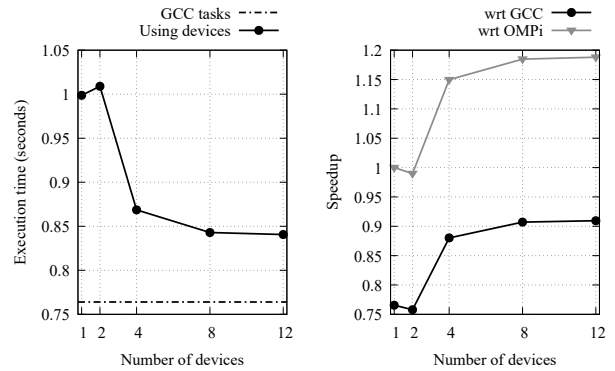 GCC tasks
Using devices
1.05
1
0.95
0.9
0.85
0.8
0.75
Execution time (seconds)
1 2 4 8 12
Number of devices
wrt GCC
wrt OMPi
1.2
1.15
1.1
1.05
1
0.95
0.9
0.85
0.8
0.75
Speedup
1 2 4 8 12
Number of devices